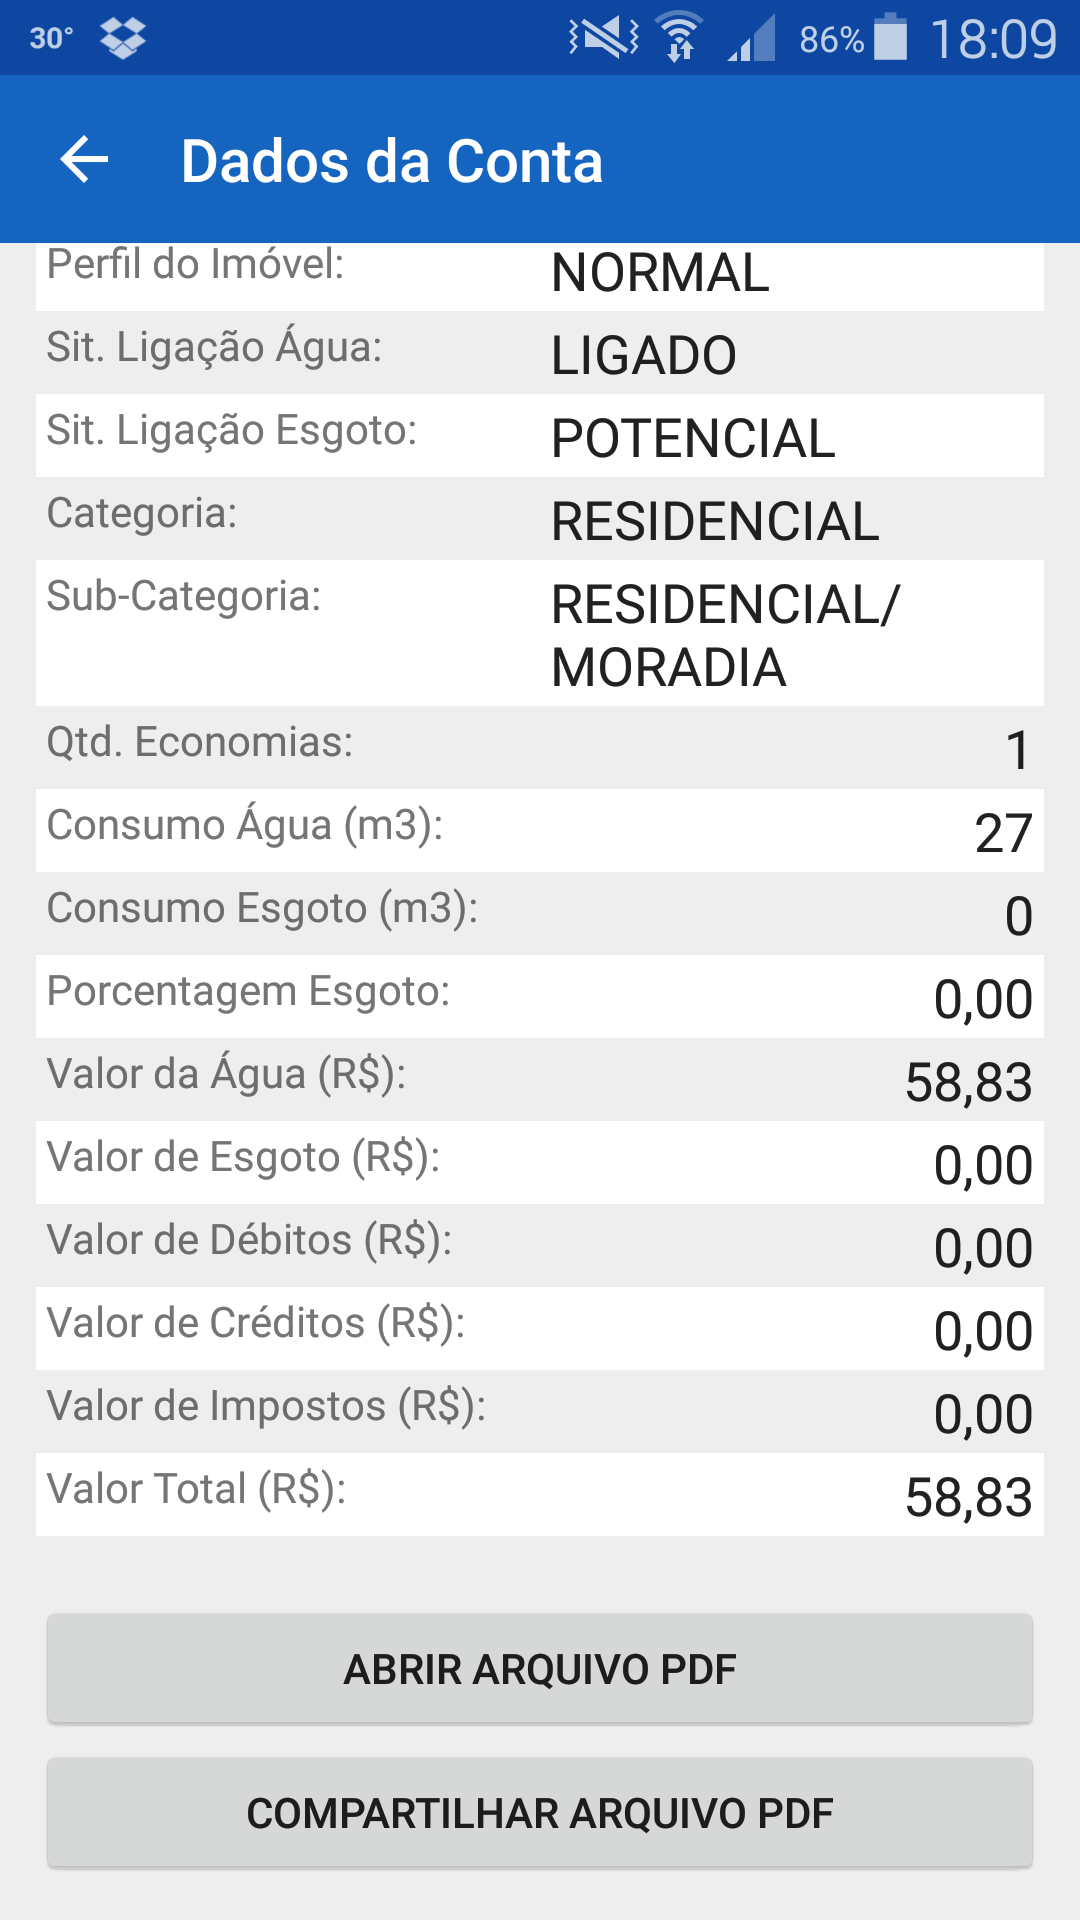 30°
86% 18:09
Dados da Conta
Perfil do Imóvel: NORMAL
Sit. Ligação Água: LIGADO
Sit. Ligação Esgoto: POTENCIAL
Categoria: RESIDENCIAL
Sub-Categoria: RESIDENCIAL/
MORADIA
Qtd. Economias: 1
Consumo Água (m3): 27
Consumo Esgoto (m3): 0
Porcentagem Esgoto: 0,00
Valor da Água (R$): 58,83
Valor de Esgoto (R$): 0,00
Valor de Débitos (R$): 0,00
Valor de Créditos (R$): 0,00
Valor de Impostos (R$): 0,00
Valor Total (R$): 58,83
ABRIR ARQUIVO PDF
COMPARTILHAR ARQUIVO PDF